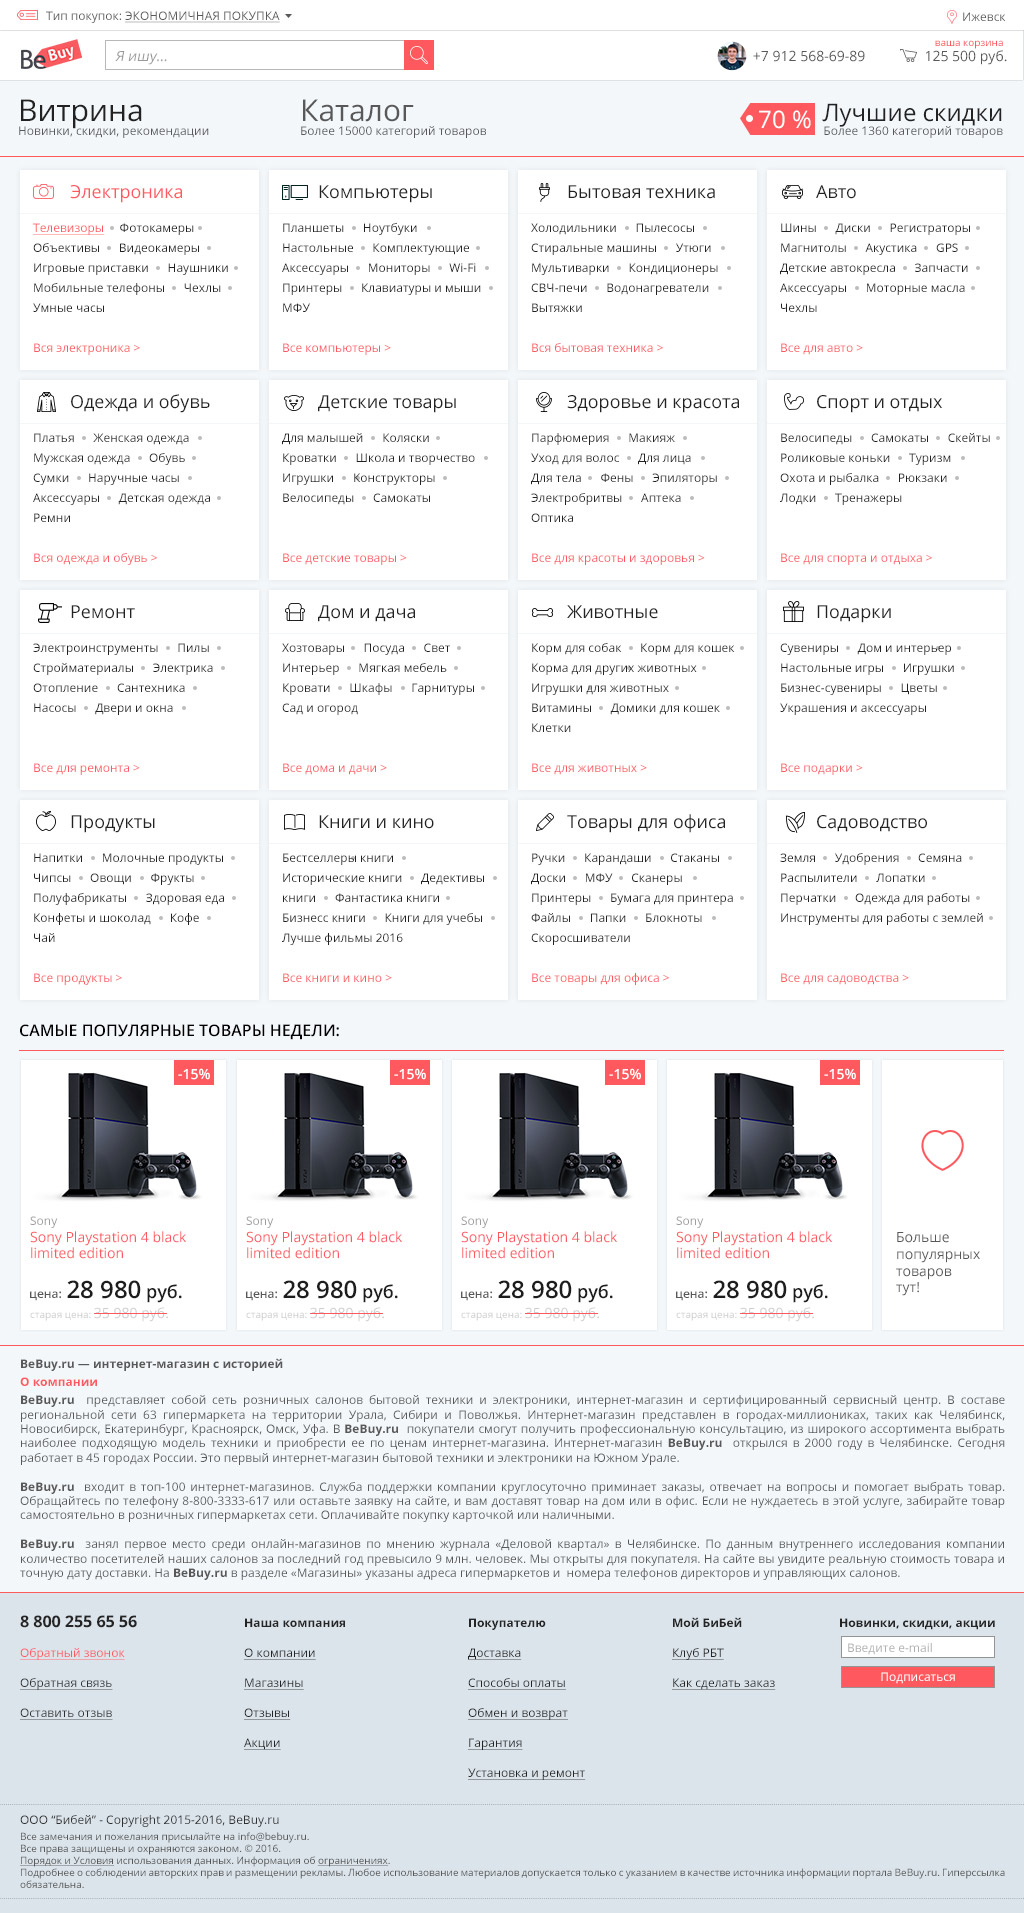 Тип покупок: ЭКОНОМИЧНАЯ ПОКУПКА
Ижевск
BeBuy
Я ищу...
+7 912 568-69-89
ваша корзина
125 500 руб.
Витрина
Новинки, скидки, рекомендации
Каталог
Более 15000 категорий товаров
70 %
Лучшие скидки
Более 1360 категорий товаров
Электроника
Телевизоры • Фотокамеры •
Объективы • Видеокамеры •
Игровые приставки • Наушники •
Мобильные телефоны • Чехлы •
Умные часы
Вся электроника >
Компьютеры
Планшеты • Ноутбуки •
Настольные • Комплектующие •
Аксессуары • Мониторы • Wi-Fi •
Принтеры • Клавиатуры и мыши •
МФУ
Все компьютеры >
Бытовая техника
Холодильники • Пылесосы •
Стиральные машины • Утюги •
Мультиварки • Кондиционеры •
СВЧ-печи • Водонагреватели •
Вытяжки
Вся бытовая техника >
Авто
Шины • Диски • Регистраторы •
Магнитолы • Акустика • GPS •
Детские автокресла • Запчасти •
Аксессуары • Моторные масла •
Чехлы
Все для авто >
Одежда и обувь
Платья • Женская одежда •
Мужская одежда • Обувь •
Сумки • Наручные часы •
Аксессуары • Детская одежда •
Ремни
Вся одежда и обувь >
Детские товары
Для малышей • Коляски •
Кроватки • Школа и творчество •
Игрушки • Конструкторы •
Велосипеды • Самокаты
Все детские товары >
Здоровье и красота
Парфюмерия • Макияж •
Уход для волос • Для лица •
Для тела • Фены • Эпиляторы •
Электробритвы • Аптека •
Оптика
Все для красоты и здоровья >
Спорт и отдых
Велосипеды • Самокаты • Скейты •
Роликовые коньки • Туризм •
Охота и рыбалка • Рюкзаки •
Лодки • Тренажеры
Все для спорта и отдыха >
Ремонт
Электроинструменты • Пилы •
Стройматериалы • Электрика •
Отопление • Сантехника •
Насосы • Двери и окна •
Все для ремонта >
Дом и дача
Хозтовары • Посуда • Свет •
Интерьер • Мягкая мебель •
Кровати • Шкафы • Гарнитуры •
Сад и огород
Все дома и дачи >
Животные
Корм для собак • Корм для кошек •
Корма для других животных •
Игрушки для животных •
Витамины • Домики для кошек •
Клетки
Все для животных >
Подарки
Сувениры • Дом и интерьер •
Настольные игры • Игрушки •
Бизнес-сувениры • Цветы •
Украшения и аксессуары
Все подарки >
Продукты
Напитки • Молочные продукты •
Чипсы • Овощи • Фрукты •
Полуфабрикаты • Здоровая еда •
Конфеты и шоколад • Кофе •
Чай
Все продукты >
Книги и кино
Бестселлеры книги •
Исторические книги • Дедективы •
книги • Фантастика книги •
Бизнесс книги • Книги для учебы •
Лучше фильмы 2016
Все книги и кино >
Товары для офиса
Ручки • Карандаши • Стаканы •
Доски • МФУ • Сканеры •
Принтеры • Бумага для принтера •
Файлы • Папки • Блокноты •
Скоросшиватели
Все товары для офиса >
Садоводство
Земля • Удобрения • Семяна •
Распылители • Лопатки •
Перчатки • Одежда для работы •
Инструменты для работы с землей •
Все для садоводства >
САМЫЕ ПОПУЛЯРНЫЕ ТОВАРЫ НЕДЕЛИ:
-15%
Sony
Sony Playstation 4 black
limited edition
цена: 28 980 руб.
старая цена: 35 980 руб.
-15%
Sony
Sony Playstation 4 black
limited edition
цена: 28 980 руб.
старая цена: 35 980 руб.
-15%
Sony
Sony Playstation 4 black
limited edition
цена: 28 980 руб.
старая цена: 35 980 руб.
-15%
Sony
Sony Playstation 4 black
limited edition
цена: 28 980 руб.
старая цена: 35 980 руб.
Больше
популярных
товаров
тут!
BeBuy.ru — интернет-магазин с историей
О компании
BeBuy.ru представляет собой сеть розничных салонов бытовой техники и электроники, интернет-магазин и сертифицированный сервисный центр. В составе
региональной сети 63 гипермаркета на территории Урала, Сибири и Поволжья. Интернет-магазин представлен в городах-миллиониках, таких как Челябинск,
Новосибирск, Екатеринбург, Красноярск, Омск, Уфа. В BeBuy.ru покупатели смогут получить профессиональную консультацию, из широкого ассортимента выбрать
наиболее подходящую модель техники и приобрести ее по ценам интернет-магазина. Интернет-магазин BeBuy.ru открылся в 2000 году в Челябинске. Сегодня
работает в 45 городах России. Это первый интернет-магазин бытовой техники и электроники на Южном Урале.
BeBuy.ru входит в топ-100 интернет-магазинов. Служба поддержки компании круглосуточно приминает заказы, отвечает на вопросы и помогает выбрать товар.
Обращайтесь по телефону 8-800-3333-617 или оставьте заявку на сайте, и вам доставят товар на дом или в офис. Если не нуждаетесь в этой услуге, забирайте товар
самостоятельно в розничных гипермаркетах сети. Оплачивайте покупку карточкой или наличными.
BeBuy.ru занял первое место среди онлайн-магазинов по мнению журнала «Деловой квартал» в Челябинске. По данным внутреннего исследования компании
количество посетителей наших салонов за последний год превысило 9 млн. человек. Мы открыты для покупателя. На сайте вы увидите реальную стоимость товара и
точную дату доставки. На BeBuy.ru в разделе «Магазины» указаны адреса гипермаркетов и номера телефонов директоров и управляющих салонов.
8 800 255 65 56
Обратный звонок
Обратная связь
Оставить отзыв
Наша компания
О компании
Магазины
Отзывы
Акции
Покупателю
Доставка
Способы оплаты
Обмен и возврат
Гарантия
Установка и ремонт
Мой БиБей
Клуб РБТ
Как сделать заказ
Новинки, скидки, акции
Введите e-mail
Подписаться
ООО “Бибей” - Copyright 2015-2016, BeBuy.ru
Все замечания и пожелания присылайте на info@bebuy.ru.
Все права защищены и охраняются законом. © 2016.
Порядок и Условия использования данных. Информация об ограничениях.
Подробнее о соблюдении авторских прав и размещении рекламы. Любое использование материалов допускается только с указанием в качестве источника информации портала BeBuy.ru. Гиперссылка
обязательна.